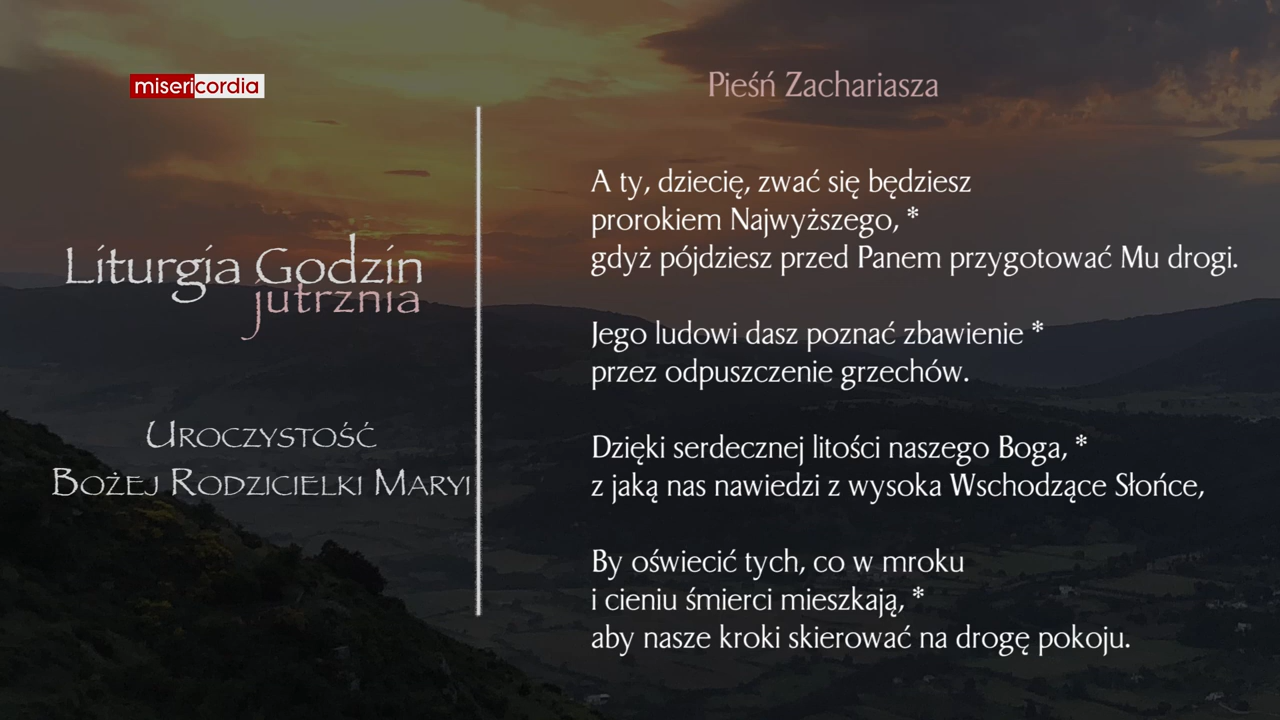 misericordia
Liturgia Godzin
jutrznia
Uroczystość
Bożej Rodzicielki Maryi
Pieśń Zachariasza
A ty, dziecię, zwać się będziesz
prorokiem Najwyższego, *
gdyż pójdziesz przed Panem przygotować Mu drogi.
Jego ludowi dasz poznać zbawienie *
przez odpuszczenie grzechów.
Dzięki serdecznej litości naszego Boga, *
z jaką nas nawiedzi z wysoka Wschodzące Słońce,
By oświecić tych, co w mroku
i cieniu śmierci mieszkają, *
aby nasze kroki skierować na drogę pokoju.